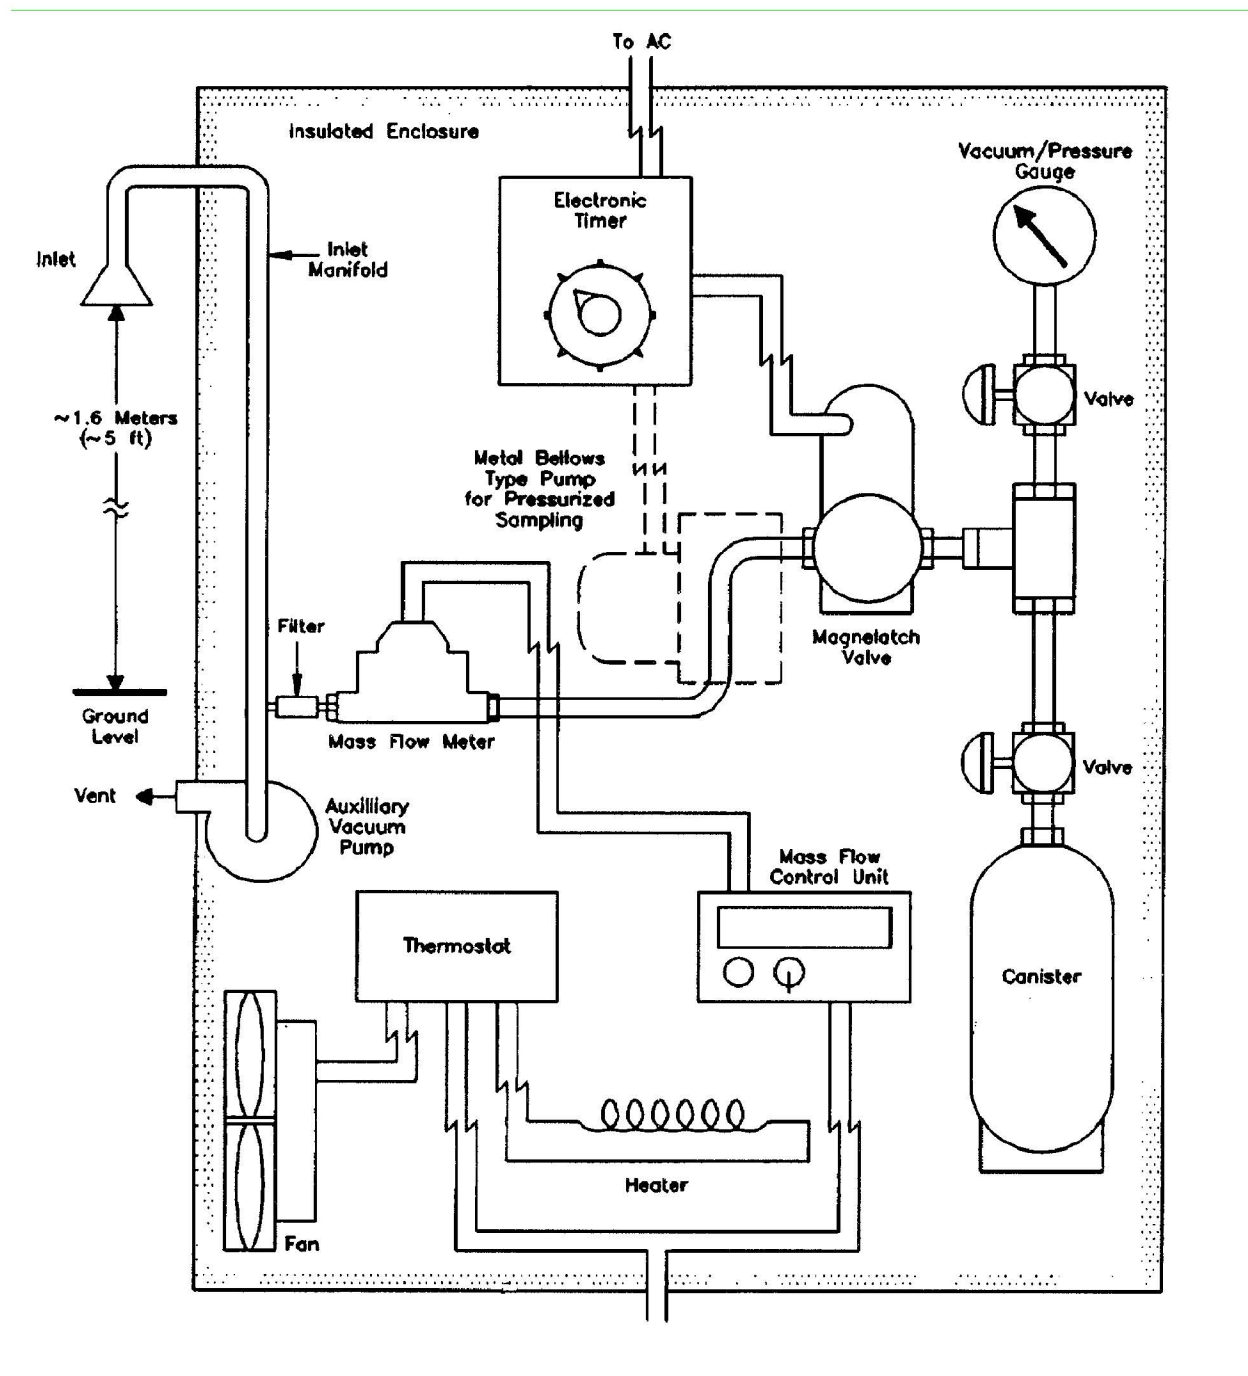 To AC
Insulated Enclosure
Vacuum/Pressure
Gauge
Electronic
Timer
Inlet
Inlet
Manifold
Valve
~1.6 Meters
(~5 ft)
Metal Bellows
Type Pump
for Pressurized
Sampling
Filter
Magnelatch
Valve
Ground
Level
Mass Flow Meter
Valve
Vent
Auxilliary
Vacuum
Pump
Mass Flow
Control Unit
Thermostat
Canister
Heater
Fan